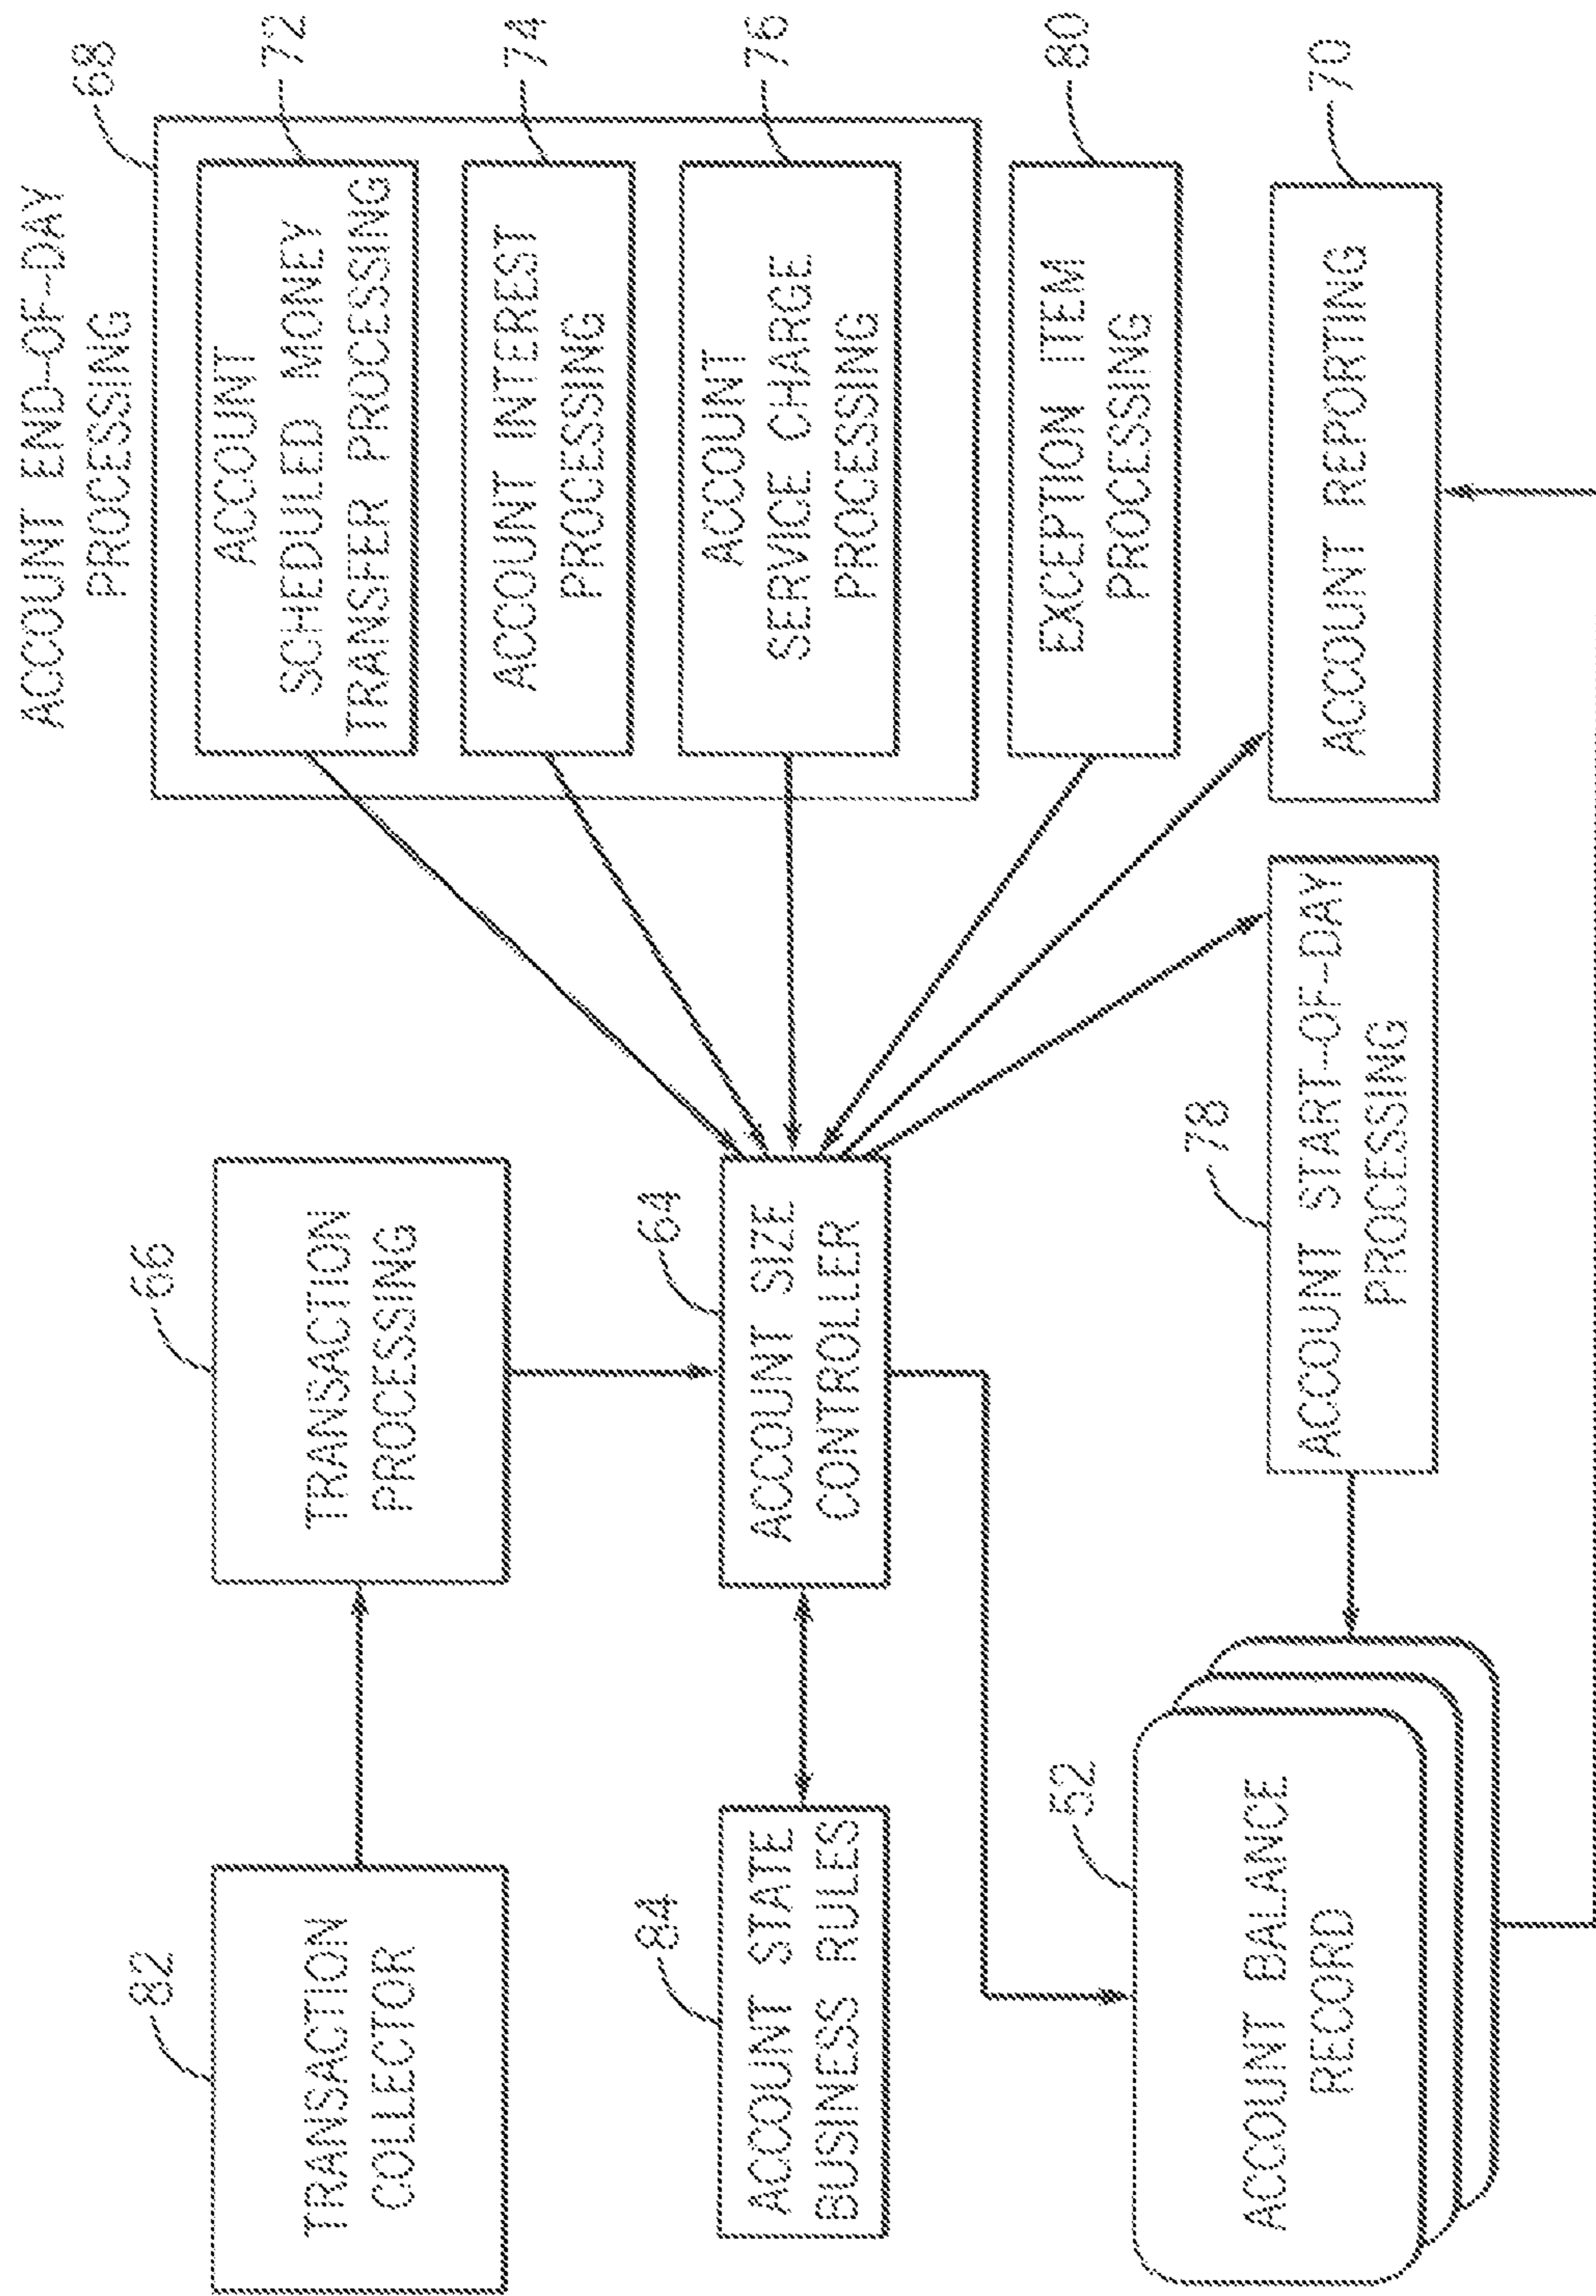 82
TRANSACTION
COLLECTOR
66
TRANSACTION
PROCESSING
ACCOUNT END-OF-DAY
PROCESSING
68
ACCOUNT
SCHEDULED MONEY
TRANSFER PROCESSING
72
ACCOUNT INTEREST
PROCESSING
74
ACCOUNT
SERVICE CHARGE
PROCESSING
76
84
ACCOUNT STATE
BUSINESS RULES
64
ACCOUNT SIZE
CONTROLLER
EXCEPTION ITEM
PROCESSING
80
52
ACCOUNT BALANCE
RECORD
78
ACCOUNT START-OF-DAY
PROCESSING
ACCOUNT REPORTING
70